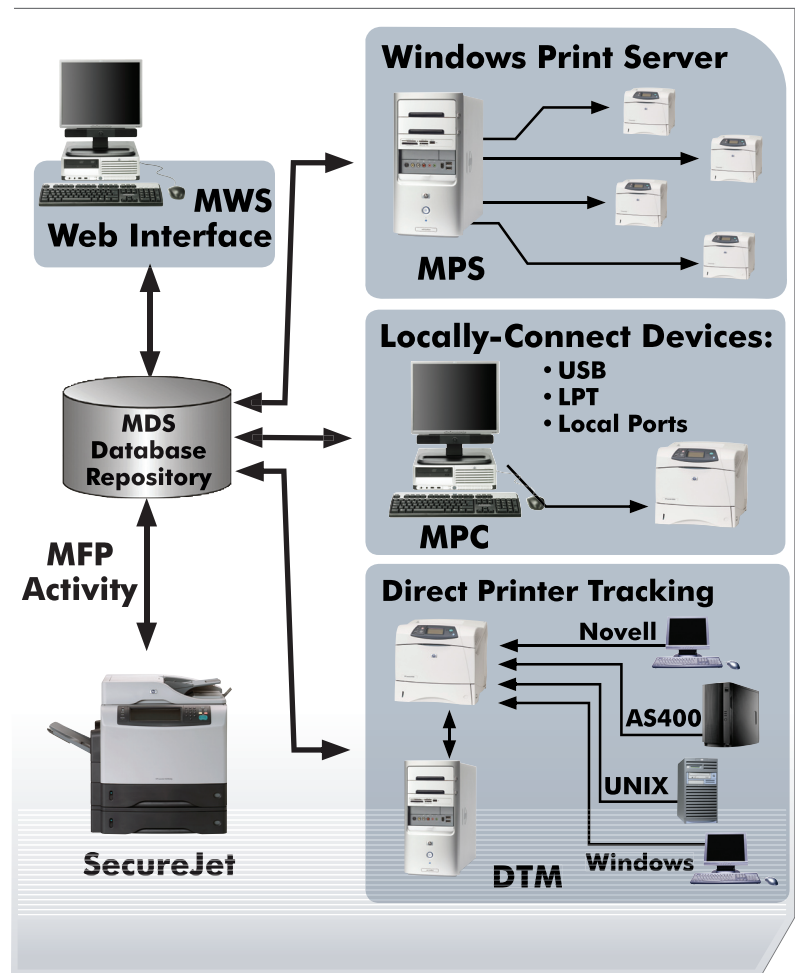 Windows Print Server
MWS
Web Interface
MPS
Locally-Connect Devices:
• USB
• LPT
• Local Ports
MDS
Database
Repository
MPC
MFP
Activity
Direct Printer Tracking
Novell
AS400
UNIX
Windows
SecureJet
DTM